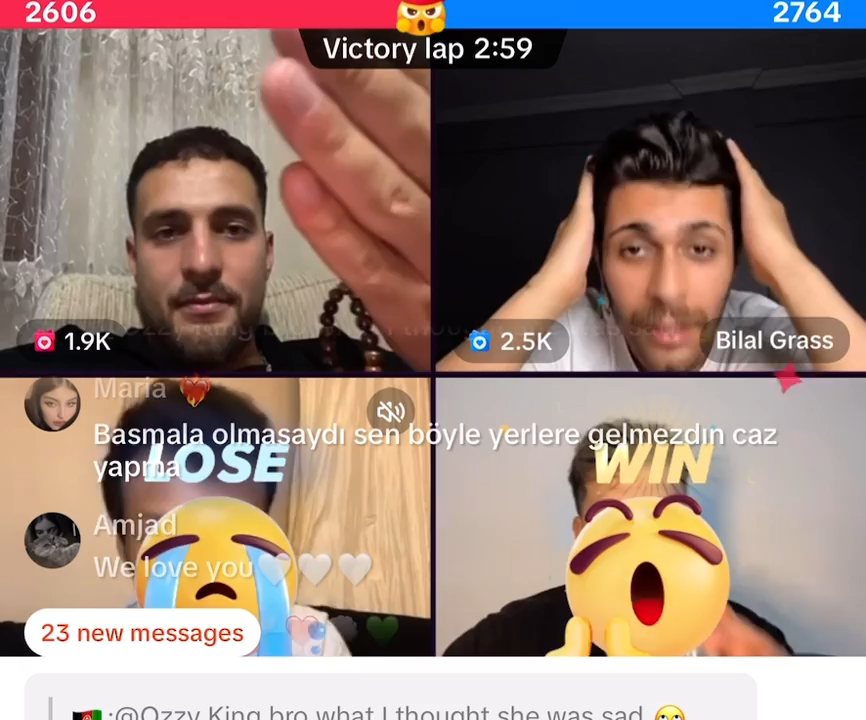 2606
2764
Victory lap 2:59
1.9K
2.5K
Bilal Grass
Maria
Basmala olmasaydı sen böyle yerlere gelmezdin caz
yapma
LOSE
WIN
Amjad
We love you
23 new messages
:@Ozzy King bro what I thought she was sad